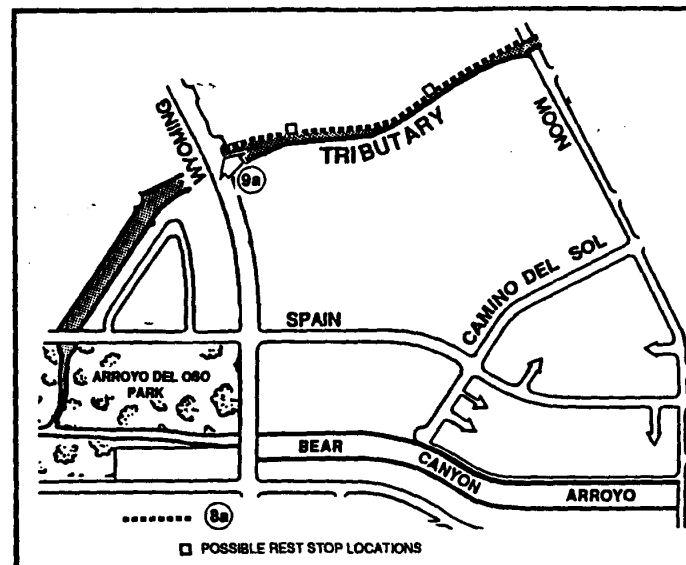 WYOMING
TRIBUTARY
MOON
9a
CAMINO DEL SOL
SPAIN
ARROYO DEL OSO
PARK
BEAR
CANYON
ARROYO
8a
POSSIBLE REST STOP LOCATIONS